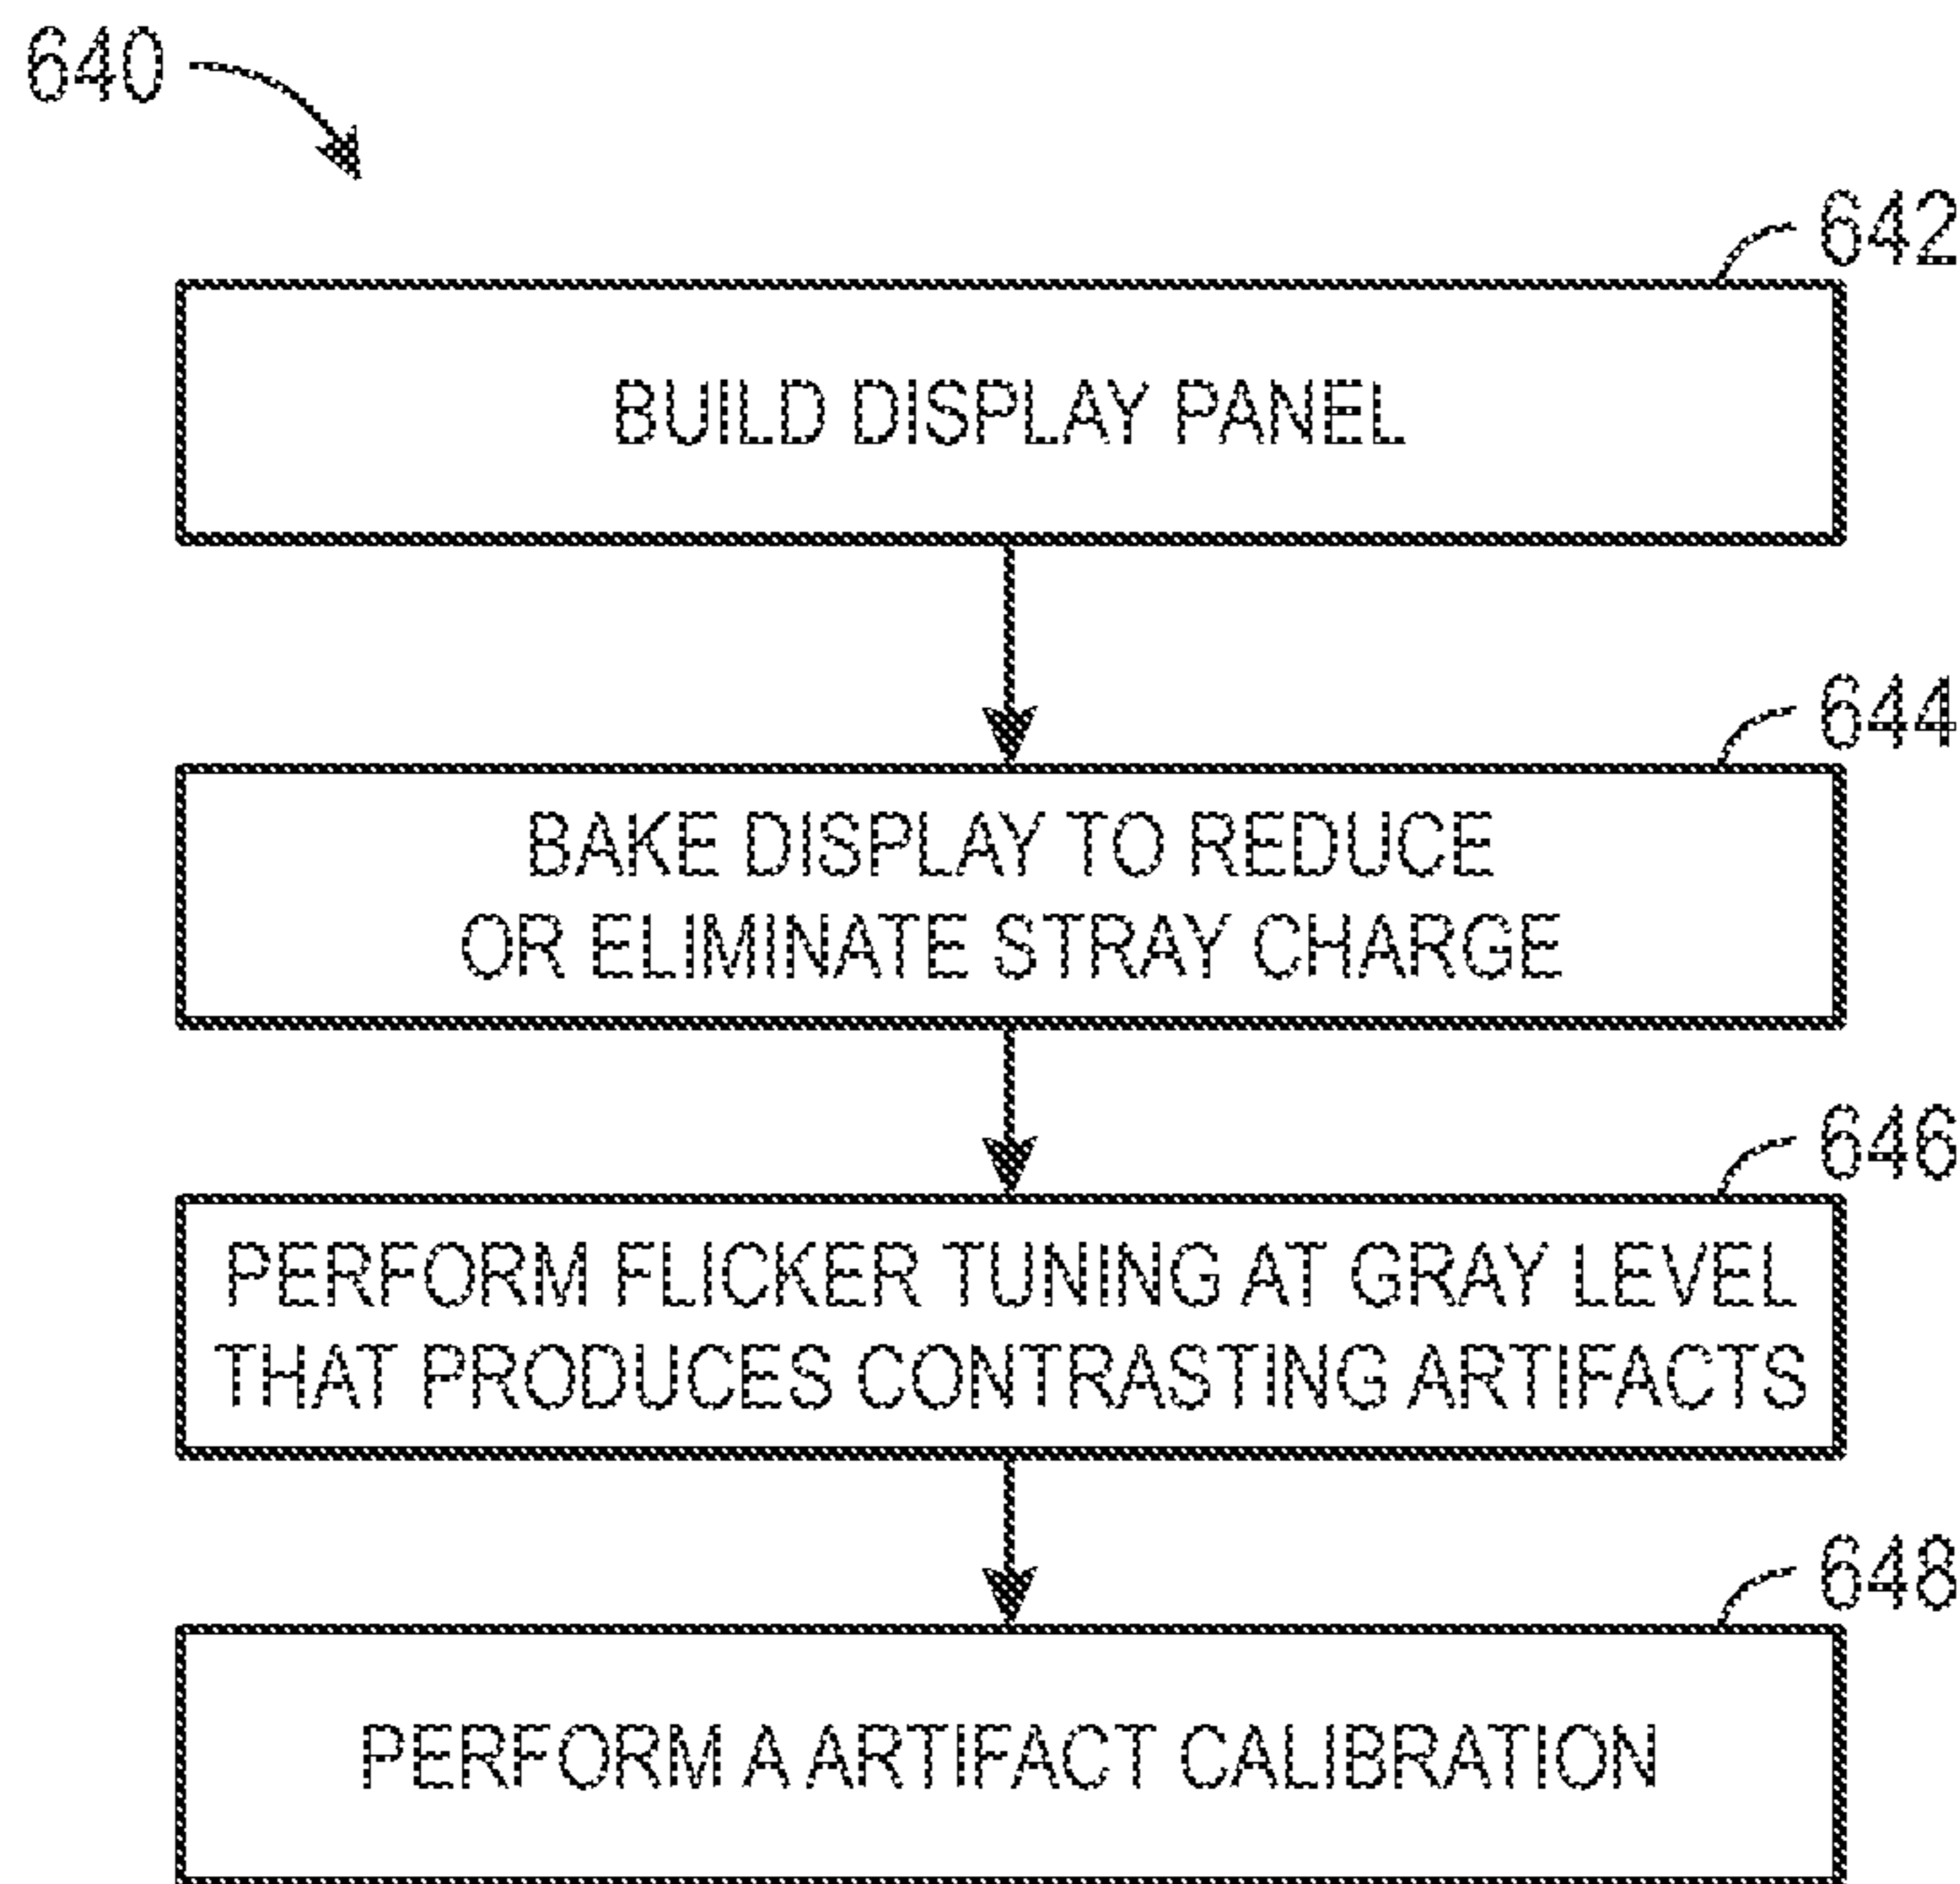 640
642
BUILD DISPLAY PANEL
644
BAKE DISPLAY TO REDUCE
OR ELIMINATE STRAY CHARGE
646
PERFORM FLICKER TUNING AT GRAY LEVEL
THAT PRODUCES CONTRASTING ARTIFACTS
648
PERFORM A ARTIFACT CALIBRATION